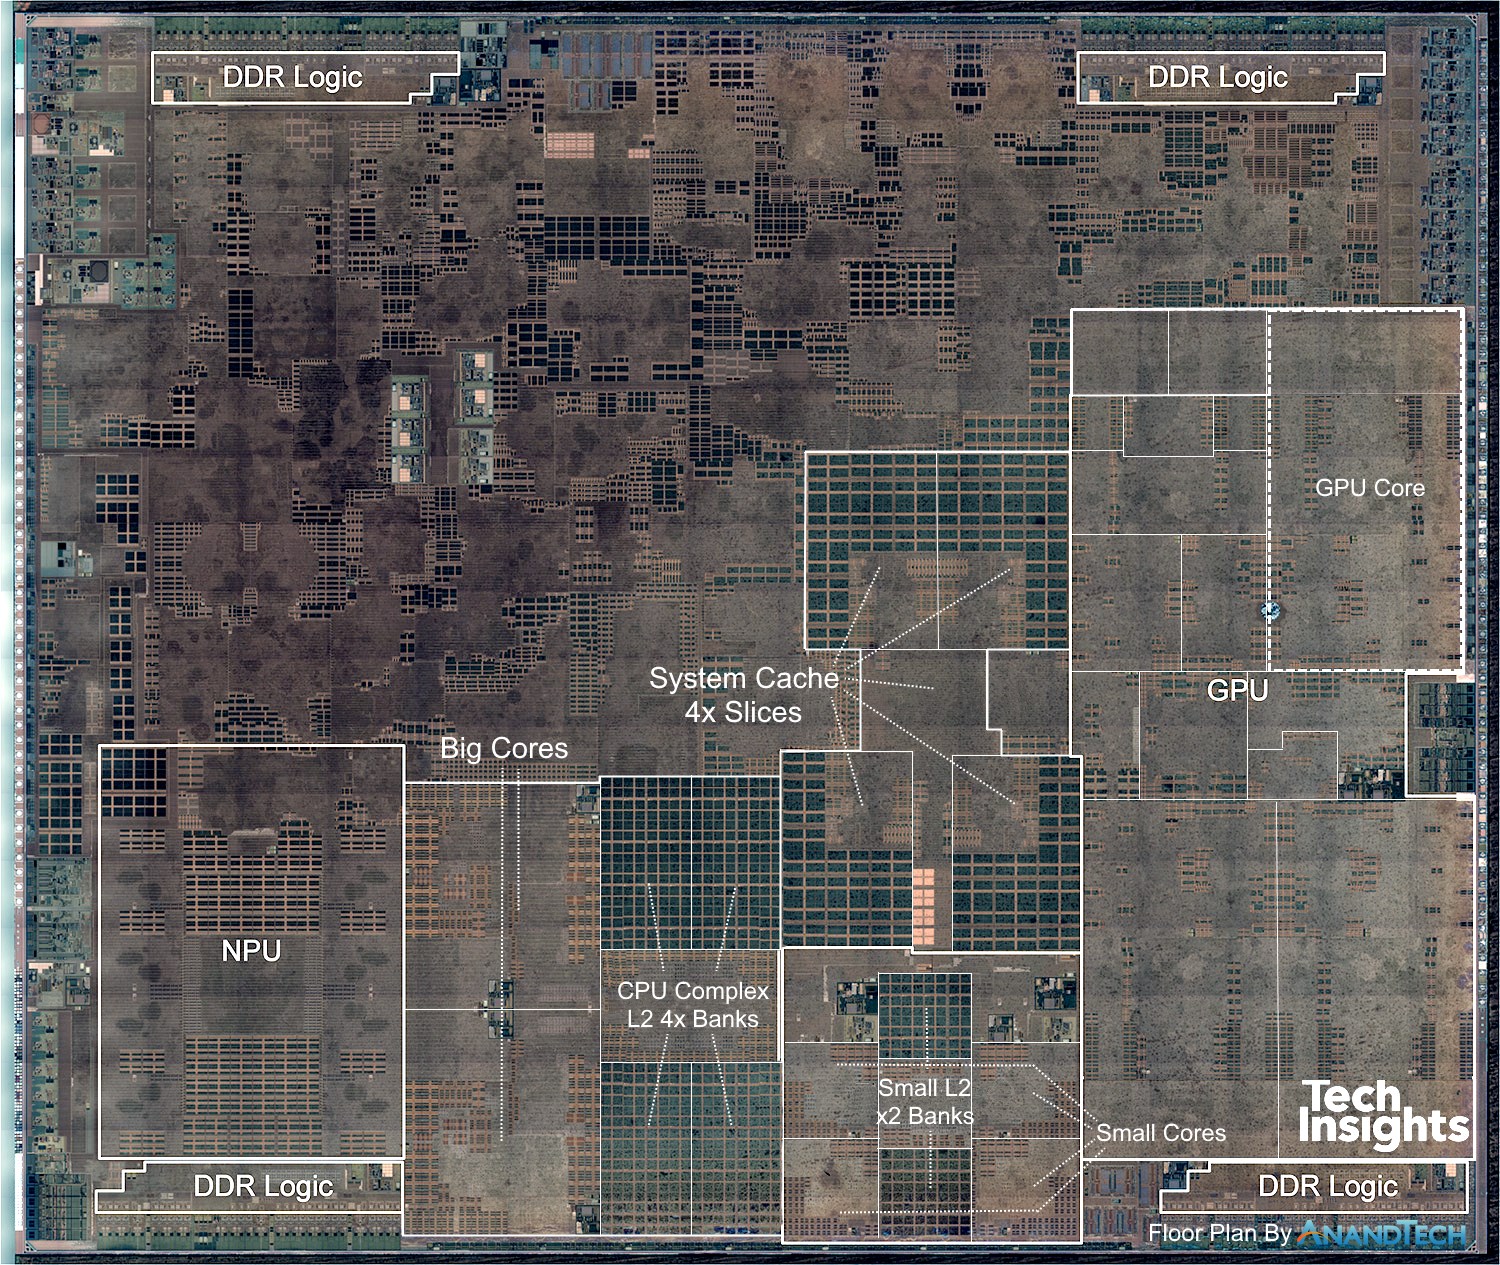 DDR Logic
DDR Logic
GPU Core
System Cache
4x Slices
GPU
Big Cores
NPU
CPU Complex
L2 4x Banks
Small L2
x2 Banks
Small Cores
Tech
Insights
DDR Logic
DDR Logic
Floor Plan By ANANDTECH